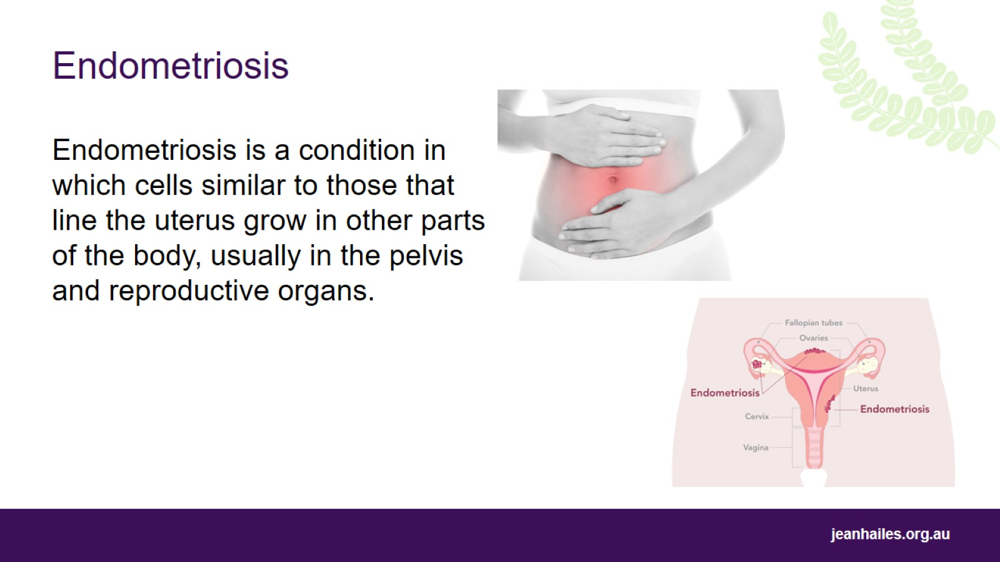 Endometriosis
Endometriosis is a condition in
which cells similar to those that
line the uterus grow in other parts
of the body, usually in the pelvis
and reproductive organs.
Fallopian tubes
Ovaries
Endometriosis
Uterus
Endometriosis
Cervix
Vagina
jeanhailes.org.au